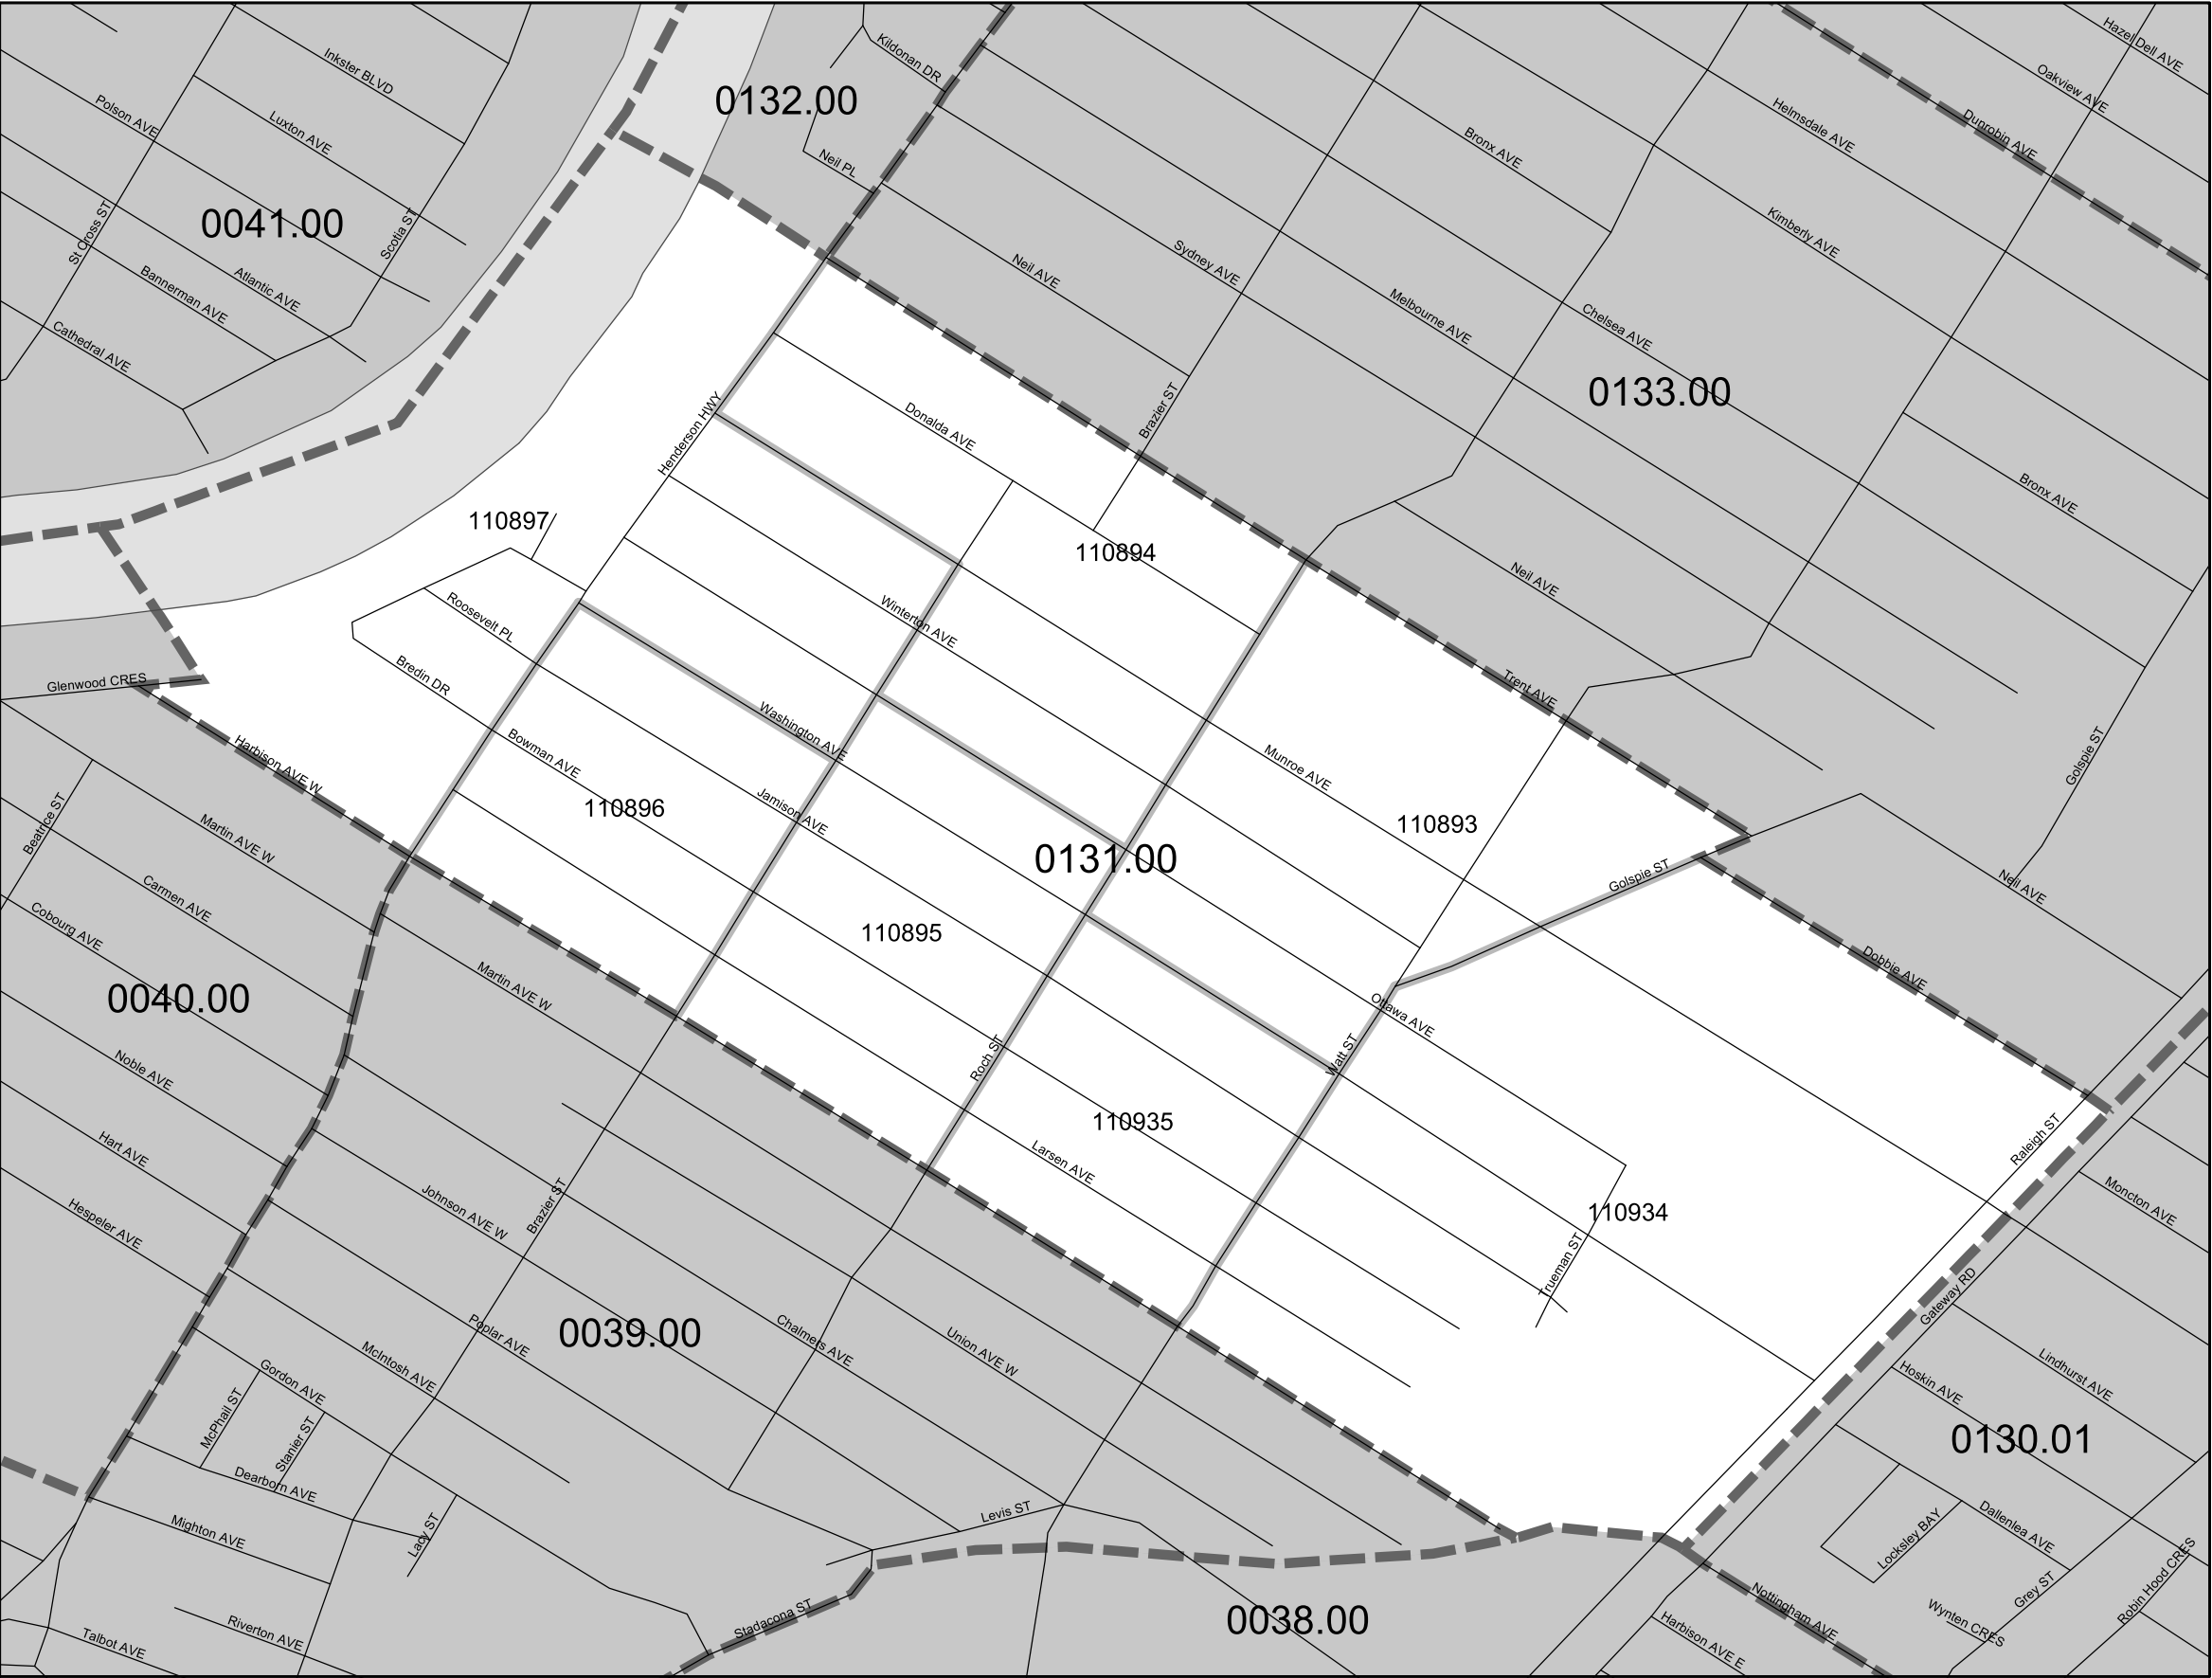 Hazel Dell AVE
Kildonan DR
Inkster BLVD
Oakview AVE
0132.00
Polson AVE
Luxton AVE
Helmsdale AVE
Dunrobin AVE
Bronx AVE
Neil PL
0041.00
St Cross ST
Scotia ST
Kimberly AVE
Sydney AVE
Neil AVE
Atlantic AVE
Bannerman AVE
Melbourne AVE
Chelsea AVE
Cathedral AVE
0133.00
Brazier ST
Donalda AVE
Henderson HWY
Bronx AVE
110897
110894
Neil AVE
Roosevelt PL
Winterton AVE
Glenwood CRES
Bredin DR
Trent AVE
Washington AVE
Golspie ST
Harbison AVE W
Bowman AVE
Munroe AVE
110896
Jamison AVE
110893
Beatrice ST
Martin AVE W
0131.00
Golspie ST
Neil AVE
Carmen AVE
Cobourg AVE
110895
Dobbie AVE
0040.00
Martin AVE W
Ottawa AVE
Noble AVE
Roch ST
Watt ST
110935
Raleigh ST
Hart AVE
Larsen AVE
Johnson AVE W
Brazier ST
110934
Moncton AVE
Hespeler AVE
Trueman ST
Gateway RD
0039.00
Poplar AVE
Chalmers AVE
Union AVE W
McIntosh AVE
Gordon AVE
Lindhurst AVE
Hoskin AVE
McPhail ST
Stanier ST
0130.01
Dearborn AVE
Levis ST
Mighton AVE
Lacy ST
Locksley BAY
Dallenlea AVE
Robin Hood CRES
Grey ST
Nottingham AVE
Stadacona ST
0038.00
Wynten CRES
Harbison AVE E
Talbot AVE
Riverton AVE